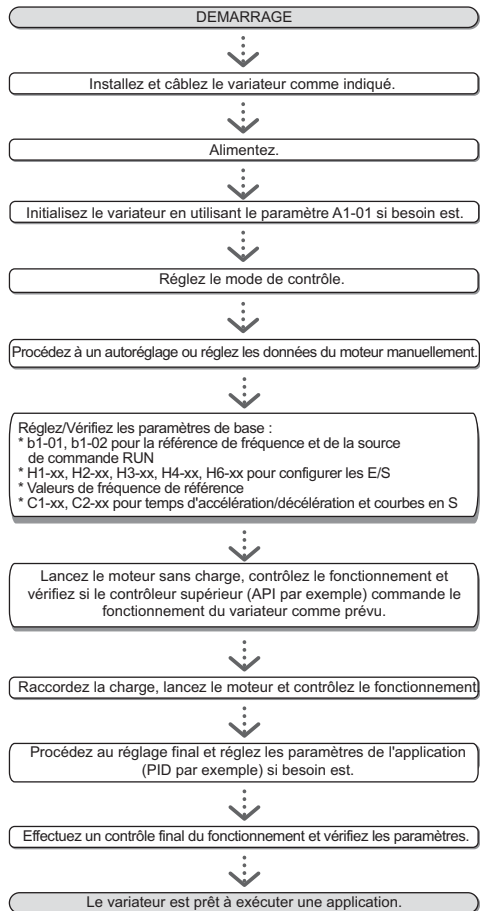 DEMARRAGE
Installez et câblez le variateur comme indiqué.
Alimentez.
Initialisez le variateur en utilisant le paramètre A1-01 si besoin est.
Réglez le mode de contrôle.
Procédez à un autoréglage ou réglez les données du moteur manuellement.
Réglez/Vérifiez les paramètres de base :
* b1-01, b1-02 pour la référence de fréquence et de la source
de commande RUN
* H1-xx, H2-xx, H3-xx, H4-xx, H6-xx pour configurer les E/S
* Valeurs de fréquence de référence
* C1-xx, C2-xx pour temps d'accélération/décélération et courbes en S
Lancez le moteur sans charge, contrôlez le fonctionnement et
vérifiez si le contrôleur supérieur (API par exemple) commande le
fonctionnement du variateur comme prévu.
Raccordez la charge, lancez le moteur et contrôlez le fonctionnement.
Procédez au réglage final et réglez les paramètres de l'application
(PID par exemple) si besoin est.
Effectuez un contrôle final du fonctionnement et vérifiez les paramètres.
Le variateur est prêt à exécuter une application.